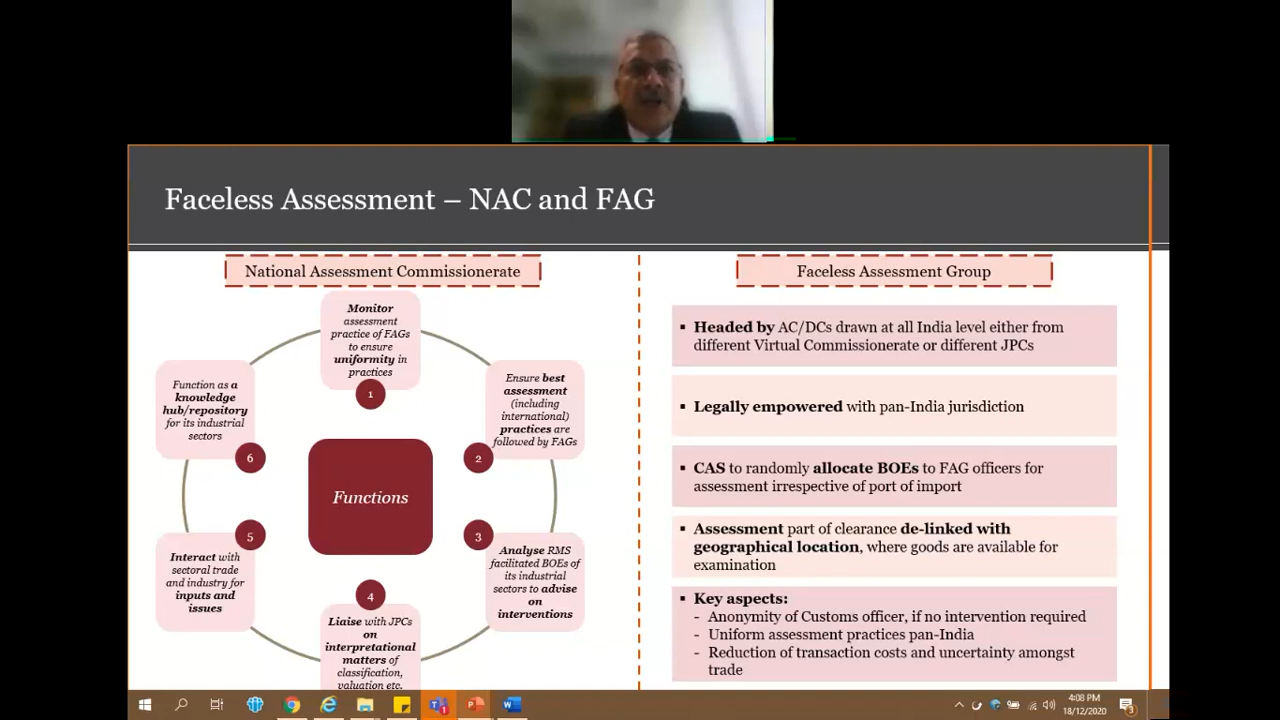 Faceless Assessment – NAC and FAG
National Assessment Commissionerate
Monitor
assessment
practice of FAGs
to ensure
uniformity in
practices
1
Ensure best
assessment
(including
international)
practices are
followed by FAGs
2
3
Analyse RMS
facilitated BOEs of
its industrial
sectors to advise
on
interventions
4
Liaise with JPCs
on
interpretational
matters of
classification,
valuation etc.
5
Interact with
sectoral trade
and industry for
inputs and
issues
Function as a
knowledge
hub/repository
for its industrial
sectors
6
Functions
Faceless Assessment Group
▪ Headed by AC/DCs drawn at all India level either from
different Virtual Commissionerate or different JPCs
▪ Legally empowered with pan-India jurisdiction
▪ CAS to randomly allocate BOEs to FAG officers for
assessment irrespective of port of import
▪ Assessment part of clearance de-linked with
geographical location, where goods are available for
examination
▪ Key aspects:
- Anonymity of Customs officer, if no intervention required
- Uniform assessment practices pan-India
- Reduction of transaction costs and uncertainty amongst
trade
4:08 PM
18/12/2020